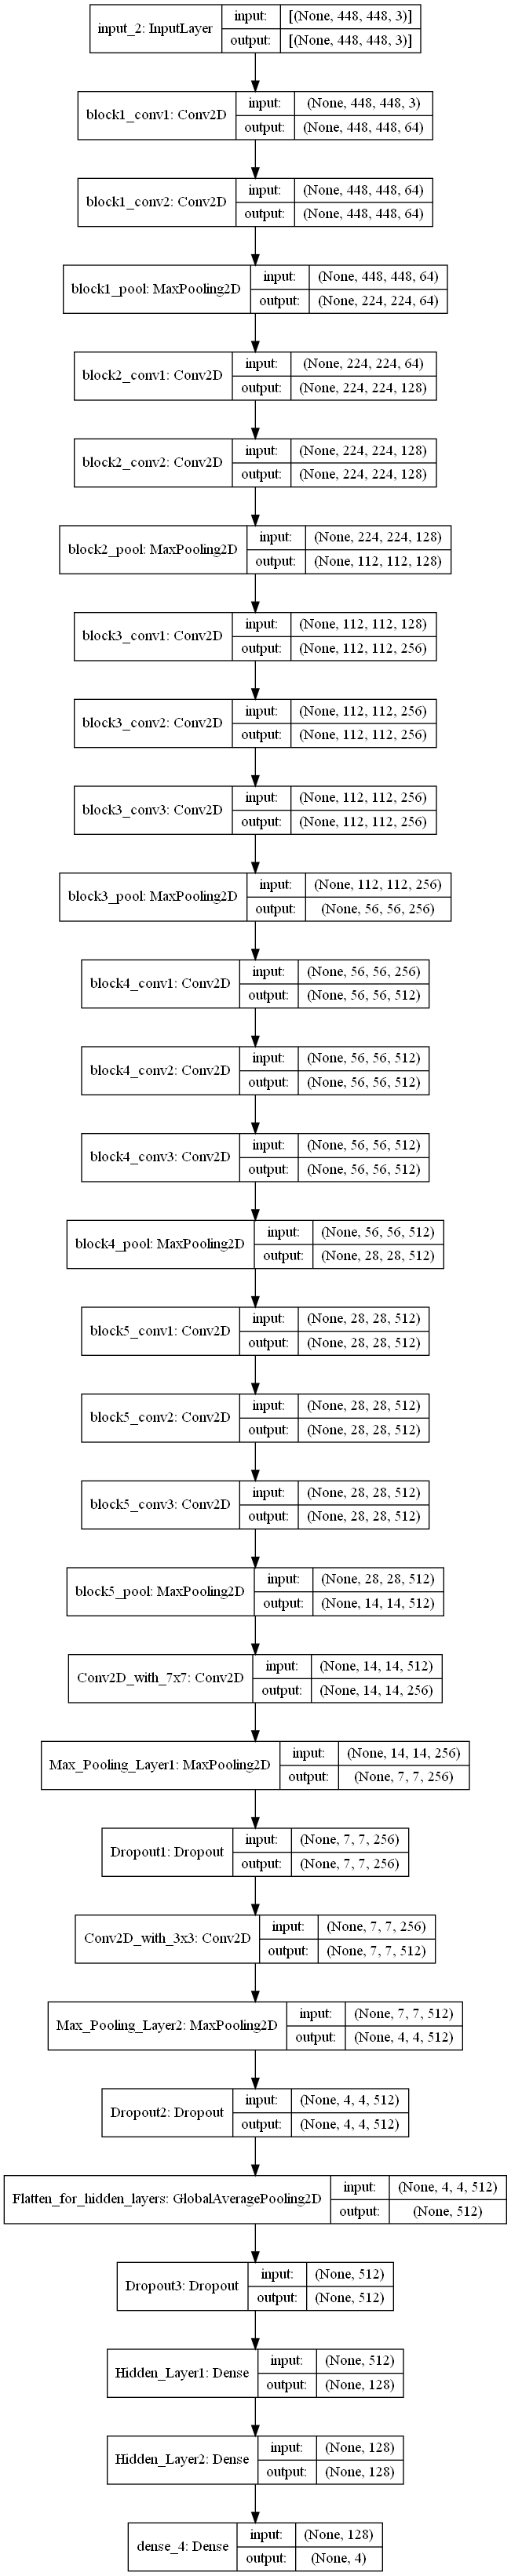 input_2: InputLayer
input: [(None, 448, 448, 3)]
output: [(None, 448, 448, 3)]
block1_conv1: Conv2D
input: (None, 448, 448, 3)
output: (None, 448, 448, 64)
block1_conv2: Conv2D
input: (None, 448, 448, 64)
output: (None, 448, 448, 64)
block1_pool: MaxPooling2D
input: (None, 448, 448, 64)
output: (None, 224, 224, 64)
block2_conv1: Conv2D
input: (None, 224, 224, 64)
output: (None, 224, 224, 128)
block2_conv2: Conv2D
input: (None, 224, 224, 128)
output: (None, 224, 224, 128)
block2_pool: MaxPooling2D
input: (None, 224, 224, 128)
output: (None, 112, 112, 128)
block3_conv1: Conv2D
input: (None, 112, 112, 128)
output: (None, 112, 112, 256)
block3_conv2: Conv2D
input: (None, 112, 112, 256)
output: (None, 112, 112, 256)
block3_conv3: Conv2D
input: (None, 112, 112, 256)
output: (None, 112, 112, 256)
block3_pool: MaxPooling2D
input: (None, 112, 112, 256)
output: (None, 56, 56, 256)
block4_conv1: Conv2D
input: (None, 56, 56, 256)
output: (None, 56, 56, 512)
block4_conv2: Conv2D
input: (None, 56, 56, 512)
output: (None, 56, 56, 512)
block4_conv3: Conv2D
input: (None, 56, 56, 512)
output: (None, 56, 56, 512)
block4_pool: MaxPooling2D
input: (None, 56, 56, 512)
output: (None, 28, 28, 512)
block5_conv1: Conv2D
input: (None, 28, 28, 512)
output: (None, 28, 28, 512)
block5_conv2: Conv2D
input: (None, 28, 28, 512)
output: (None, 28, 28, 512)
block5_conv3: Conv2D
input: (None, 28, 28, 512)
output: (None, 28, 28, 512)
block5_pool: MaxPooling2D
input: (None, 28, 28, 512)
output: (None, 14, 14, 512)
Conv2D_with_7x7: Conv2D
input: (None, 14, 14, 512)
output: (None, 14, 14, 256)
Max_Pooling_Layer1: MaxPooling2D
input: (None, 14, 14, 256)
output: (None, 7, 7, 256)
Dropout1: Dropout
input: (None, 7, 7, 256)
output: (None, 7, 7, 256)
Conv2D_with_3x3: Conv2D
input: (None, 7, 7, 256)
output: (None, 7, 7, 512)
Max_Pooling_Layer2: MaxPooling2D
input: (None, 7, 7, 512)
output: (None, 4, 4, 512)
Dropout2: Dropout
input: (None, 4, 4, 512)
output: (None, 4, 4, 512)
Flatten_for_hidden_layers: GlobalAveragePooling2D
input: (None, 4, 4, 512)
output: (None, 512)
Dropout3: Dropout
input: (None, 512)
output: (None, 512)
Hidden_Layer1: Dense
input: (None, 512)
output: (None, 128)
Hidden_Layer2: Dense
input: (None, 128)
output: (None, 128)
dense_4: Dense
input: (None, 128)
output: (None, 4)